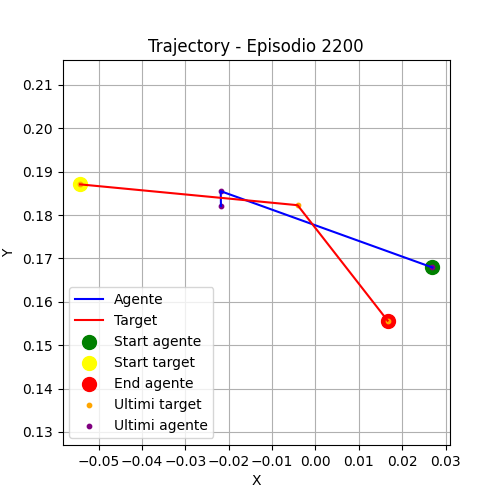 Trajectory - Episodio 2200
Y
0.21
0.20
0.19
0.18
0.17
0.16
0.15
0.14
0.13
Agente
Target
Start agente
Start target
End agente
Ultimi target
Ultimi agente
−0.05 −0.04 −0.03 −0.02 −0.01 0.00 0.01 0.02 0.03
X